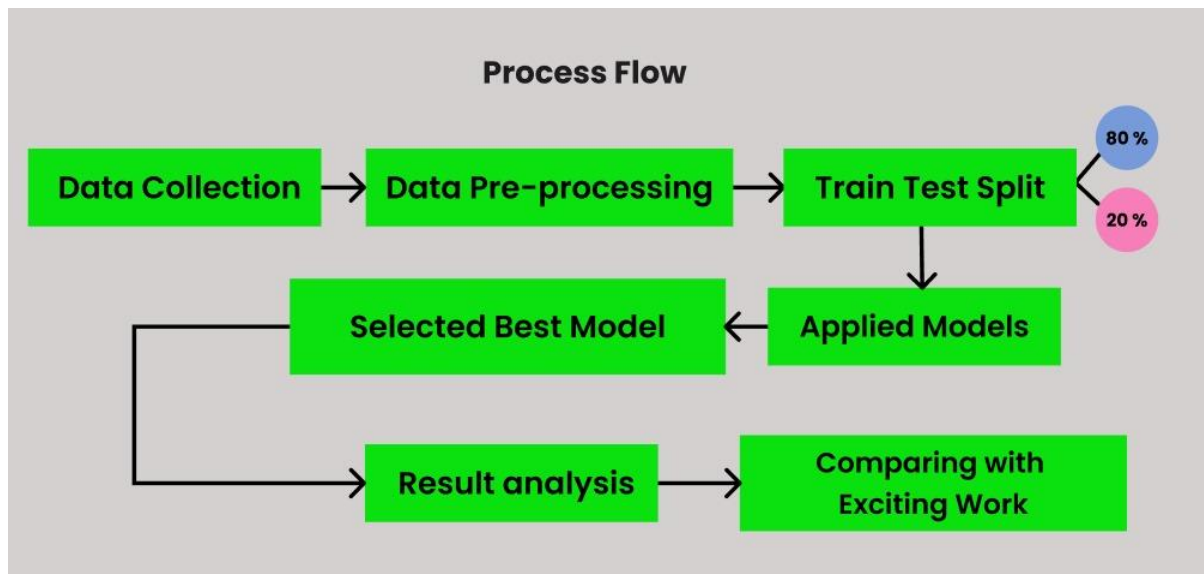 Process Flow
Data Collection
Data Pre-processing
Train Test Split
80 %
20 %
Applied Models
Selected Best Model
Result analysis
Comparing with
Exciting Work